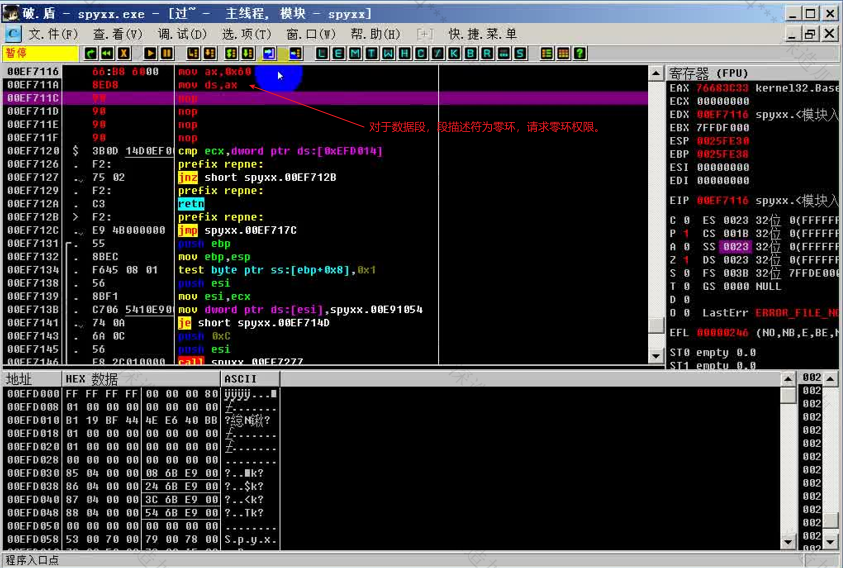 破.盾 - spyxx.exe - [过~ -  主线程, 模块 - spyxx]
文.件(F) 查.看(V) 调.试(D) 选.项(T) 窗.口(W) 帮.助(H) [+] 快.捷.菜.单
暂停 L E M T W H C / K B R ... S ?
00EF7116 66:B8 6000 mov ax,0x60
00EF711A 8ED8 mov ds,ax
00EF711C 90 nop
00EF711D 90 nop
00EF711E 90 nop
00EF711F 90 nop
对于数据段，段描述符为零环，请求零环权限。
00EF7120 $ 3B0D 14D0EF00 cmp ecx,dword ptr ds:[0xEFD014]
00EF7126 . F2: prefix repne:
00EF7127 . 75 02 jnz short spyxx.00EF712B
00EF7129 . F2: prefix repne:
00EF712A . C3 retn
00EF712B > F2: prefix repne:
00EF712C . E9 4B000000 jmp spyxx.00EF717C
00EF7131 . 55 push ebp
00EF7132 . 8BEC mov ebp,esp
00EF7134 . F645 08 01 test byte ptr ss:[ebp+0x8],0x1
00EF7138 . 56 push esi
00EF7139 . 8BF1 mov esi,ecx
00EF713B . C706 5410E900 mov dword ptr ds:[esi],spyxx.00E91054
00EF7141 . 74 0A je short spyxx.00EF714D
00EF7143 . 6A 0C push 0xC
00EF7145 . 56 push esi
00EF7146 . E8 2C010000 call spyxx.00EF7277
寄存器 (FPU)
EAX 76683C33 kernel32.Base
ECX 00000000
EDX 00EF7116 spyxx.<模块入
EBX 7FFDF000
ESP 0025FE30
EBP 0025FE38
ESI 00000000
EDI 00000000
EIP 00EF7116 spyxx.<模块入
C 0 ES 0023 32位 0(FFFFFF
P 1 CS 001B 32位 0(FFFFFF
A 0 SS 0023 32位 0(FFFFFF
Z 1 DS 0023 32位 0(FFFFFF
S 0 FS 003B 32位 7FFDE000
T 0 GS 0000 NULL
D 0
O 0 LastErr ERROR_FILE_NO
EFL 00000246 (NO,NB,E,BE,N
ST0 empty 0.0
ST1 empty 0.0
地址 HEX 数据 ASCII
00EFD000 FF FF FF FF 00 00 00 80
00EFD008 01 00 00 00 00 00 00 00
00EFD010 B1 19 BF 44 4E E6 40 BB
00EFD018 01 00 00 00 00 00 00 00
00EFD020 01 00 00 00 00 00 00 00
00EFD028 00 00 00 00 00 00 00 00 ........
00EFD030 85 04 00 00 08 6B E9 00
00EFD038 86 04 00 00 24 6B E9 00 ?..$k?
00EFD040 87 04 00 00 3C 6B E9 00 ?..<k?
00EFD048 88 04 00 00 54 6B E9 00 ?..Tk?
00EFD050 00 00 00 00 00 00 00 00 ........
00EFD058 53 00 70 00 79 00 78 00 S.p.y.x.
002
002
002
002
002
002
002
002
002
002
002
002
002
程序入口点